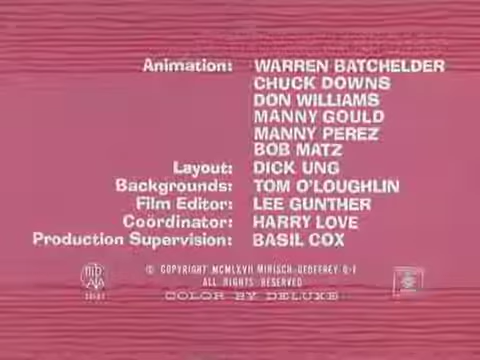 Animation: WARREN BATCHELDER
CHUCK DOWNS
DON WILLIAMS
MANNY GOULD
MANNY PEREZ
BOB MATZ
Layout: DICK UNG
Backgrounds: TOM O'LOUGHLIN
Film Editor: LEE GUNTHER
Coördinator: HARRY LOVE
Production Supervision: BASIL COX
© COPYRIGHT MCMLXVII MIRISCH-GEOFFREY D-F
ALL RIGHTS RESERVED
COLOR BY DELUXE